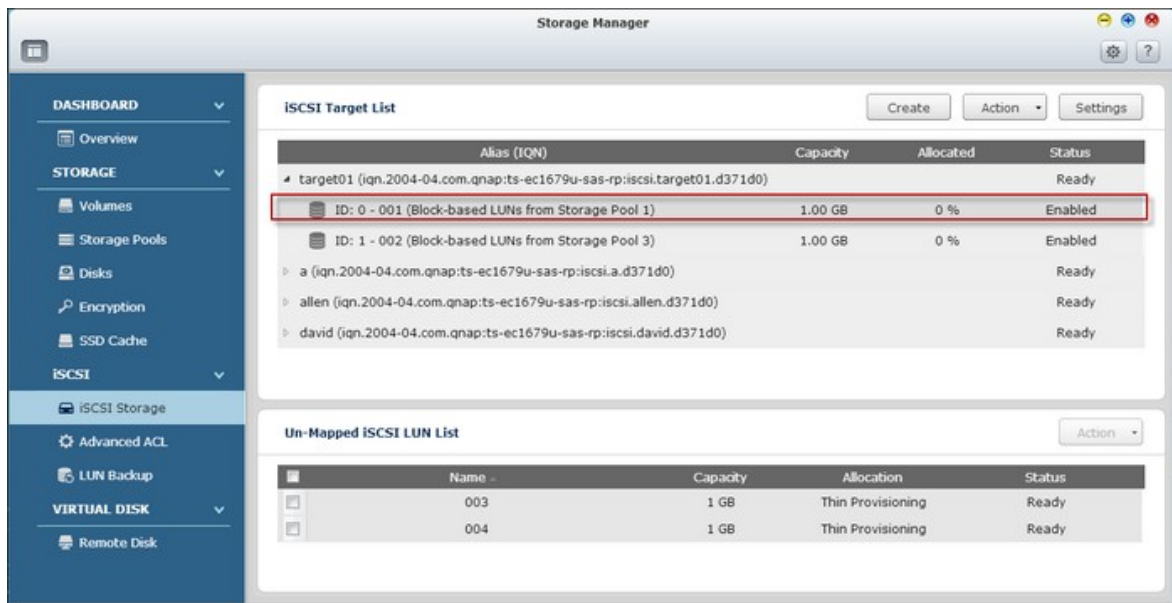 Storage Manager
?
DASHBOARD
Overview
STORAGE
Volumes
Storage Pools
Disks
Encryption
SSD Cache
iSCSI
iSCSI Storage
Advanced ACL
LUN Backup
VIRTUAL DISK
Remote Disk
iSCSI Target List Create Action Settings
Alias (IQN) Capacity Allocated Status
target01 (iqn.2004-04.com.qnap:ts-ec1679u-sas-rp:iscsi.target01.d371d0) Ready
ID: 0 - 001 (Block-based LUNs from Storage Pool 1) 1.00 GB 0 % Enabled
ID: 1 - 002 (Block-based LUNs from Storage Pool 3) 1.00 GB 0 % Enabled
a (iqn.2004-04.com.qnap:ts-ec1679u-sas-rp:iscsi.a.d371d0) Ready
allen (iqn.2004-04.com.qnap:ts-ec1679u-sas-rp:iscsi.allen.d371d0) Ready
david (iqn.2004-04.com.qnap:ts-ec1679u-sas-rp:iscsi.david.d371d0) Ready
Un-Mapped iSCSI LUN List Action
Name Capacity Allocation Status
003 1 GB Thin Provisioning Ready
004 1 GB Thin Provisioning Ready